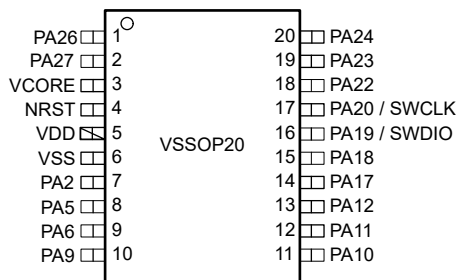 PA26 1 20 PA24
PA27 2 19 PA23
VCORE 3 18 PA22
NRST 4 17 PA20 / SWCLK
VDD 5 VSSOP20 16 PA19 / SWDIO
VSS 6 15 PA18
PA2 7 14 PA17
PA5 8 13 PA12
PA6 9 12 PA11
PA9 10 11 PA10